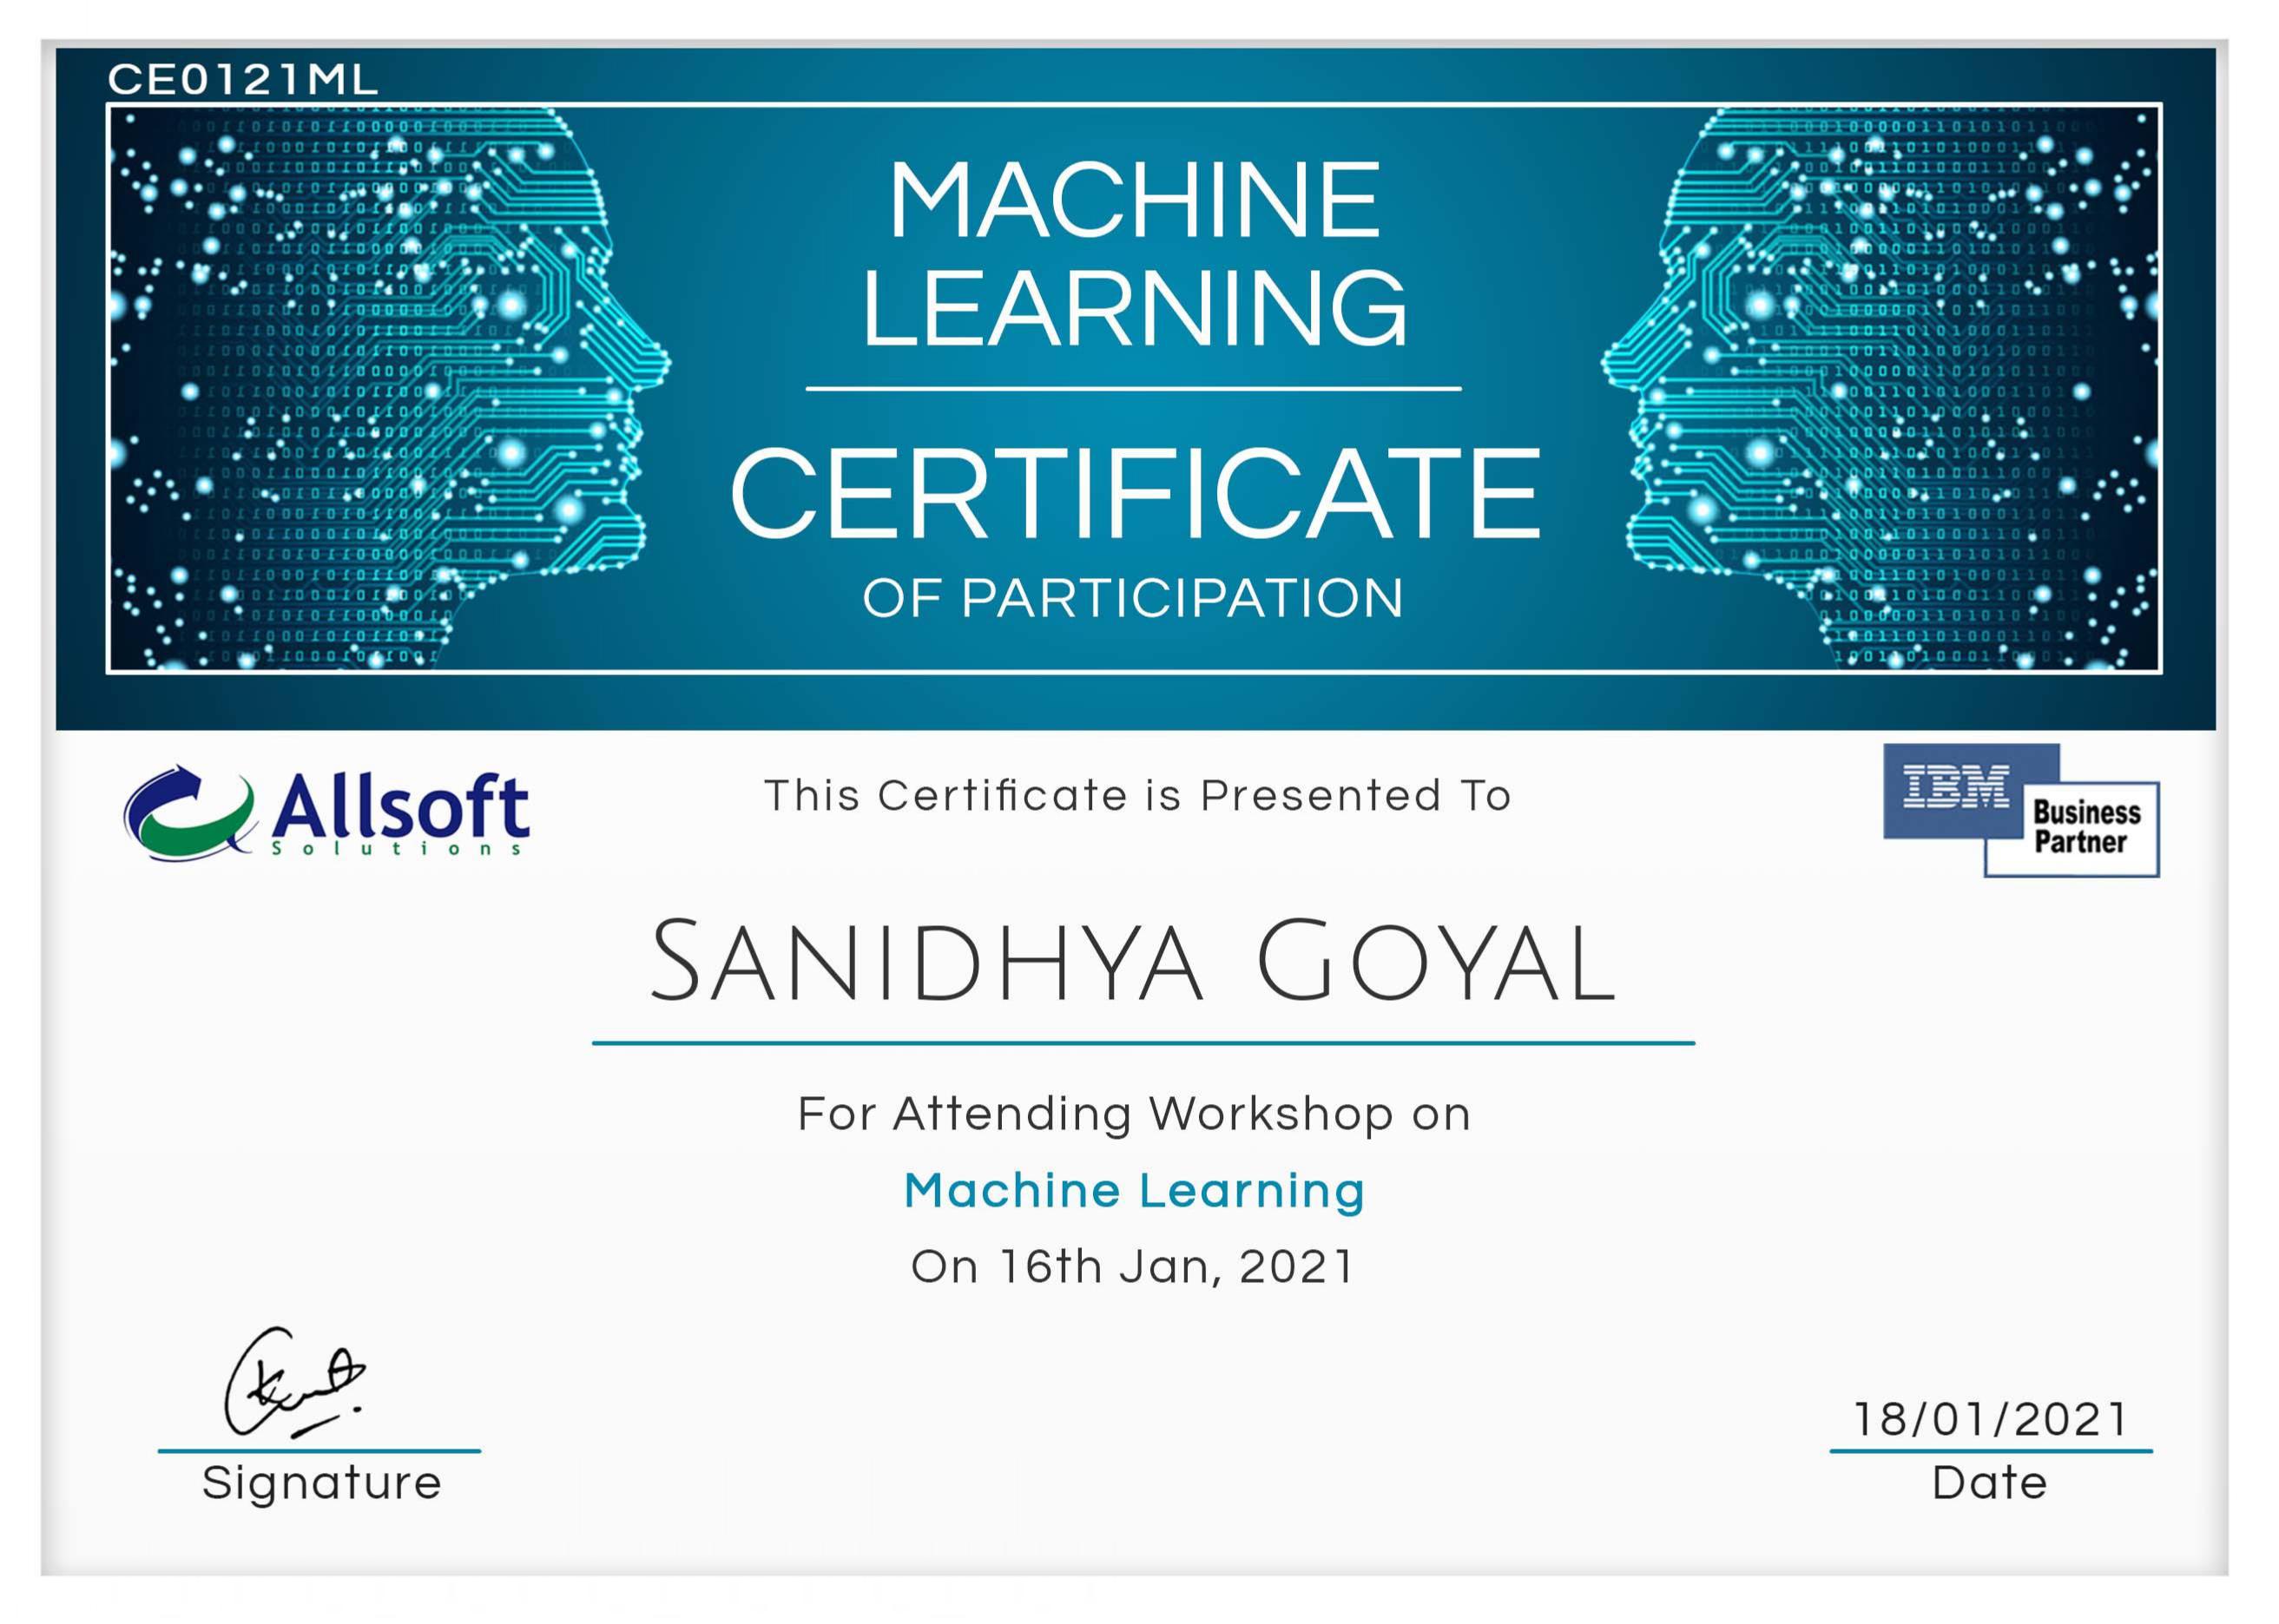 CE0121ML
MACHINE
LEARNING
CERTIFICATE
OF PARTICIPATION
Allsoft
Solutions
This Certificate is Presented To
IBM
Business
Partner
SANIDHYA GOYAL
For Attending Workshop on
Machine Learning
On 16th Jan, 2021
18/01/2021
Signature
Date